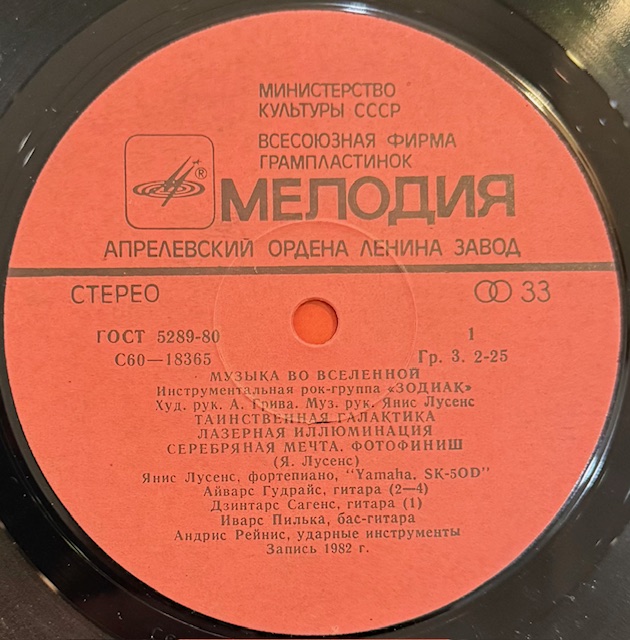 МИНИСТЕРСТВО
КУЛЬТУРЫ СССР
ВСЕСОЮЗНАЯ ФИРМА
ГРАМПЛАСТИНОК
®
МЕЛОДИЯ
АПРЕЛЕВСКИЙ ОРДЕНА ЛЕНИНА ЗАВОД
СТЕРЕО 33
ГОСТ 5289-80 1
С60—18365 Гр. 3. 2-25
МУЗЫКА ВО ВСЕЛЕННОЙ
Инструментальная рок-группа «ЗОДИАК»
Худ. рук. А. Грива. Муз. рук. Янис Лусенс
ТАИНСТВЕННАЯ ГАЛАКТИКА
ЛАЗЕРНАЯ ИЛЛЮМИНАЦИЯ
СЕРЕБРЯНАЯ МЕЧТА. ФОТОФИНИШ
(Я. Лусенс)
Янис Лусенс, фортепиано, "Yamaha. SK-5OD"
Айварс Гудрайс, гитара (2—4)
Дзинтарс Сагенс, гитара (1)
Иварс Пилька, бас-гитара
Андрис Рейнис, ударные инструменты
Запись 1982 г.